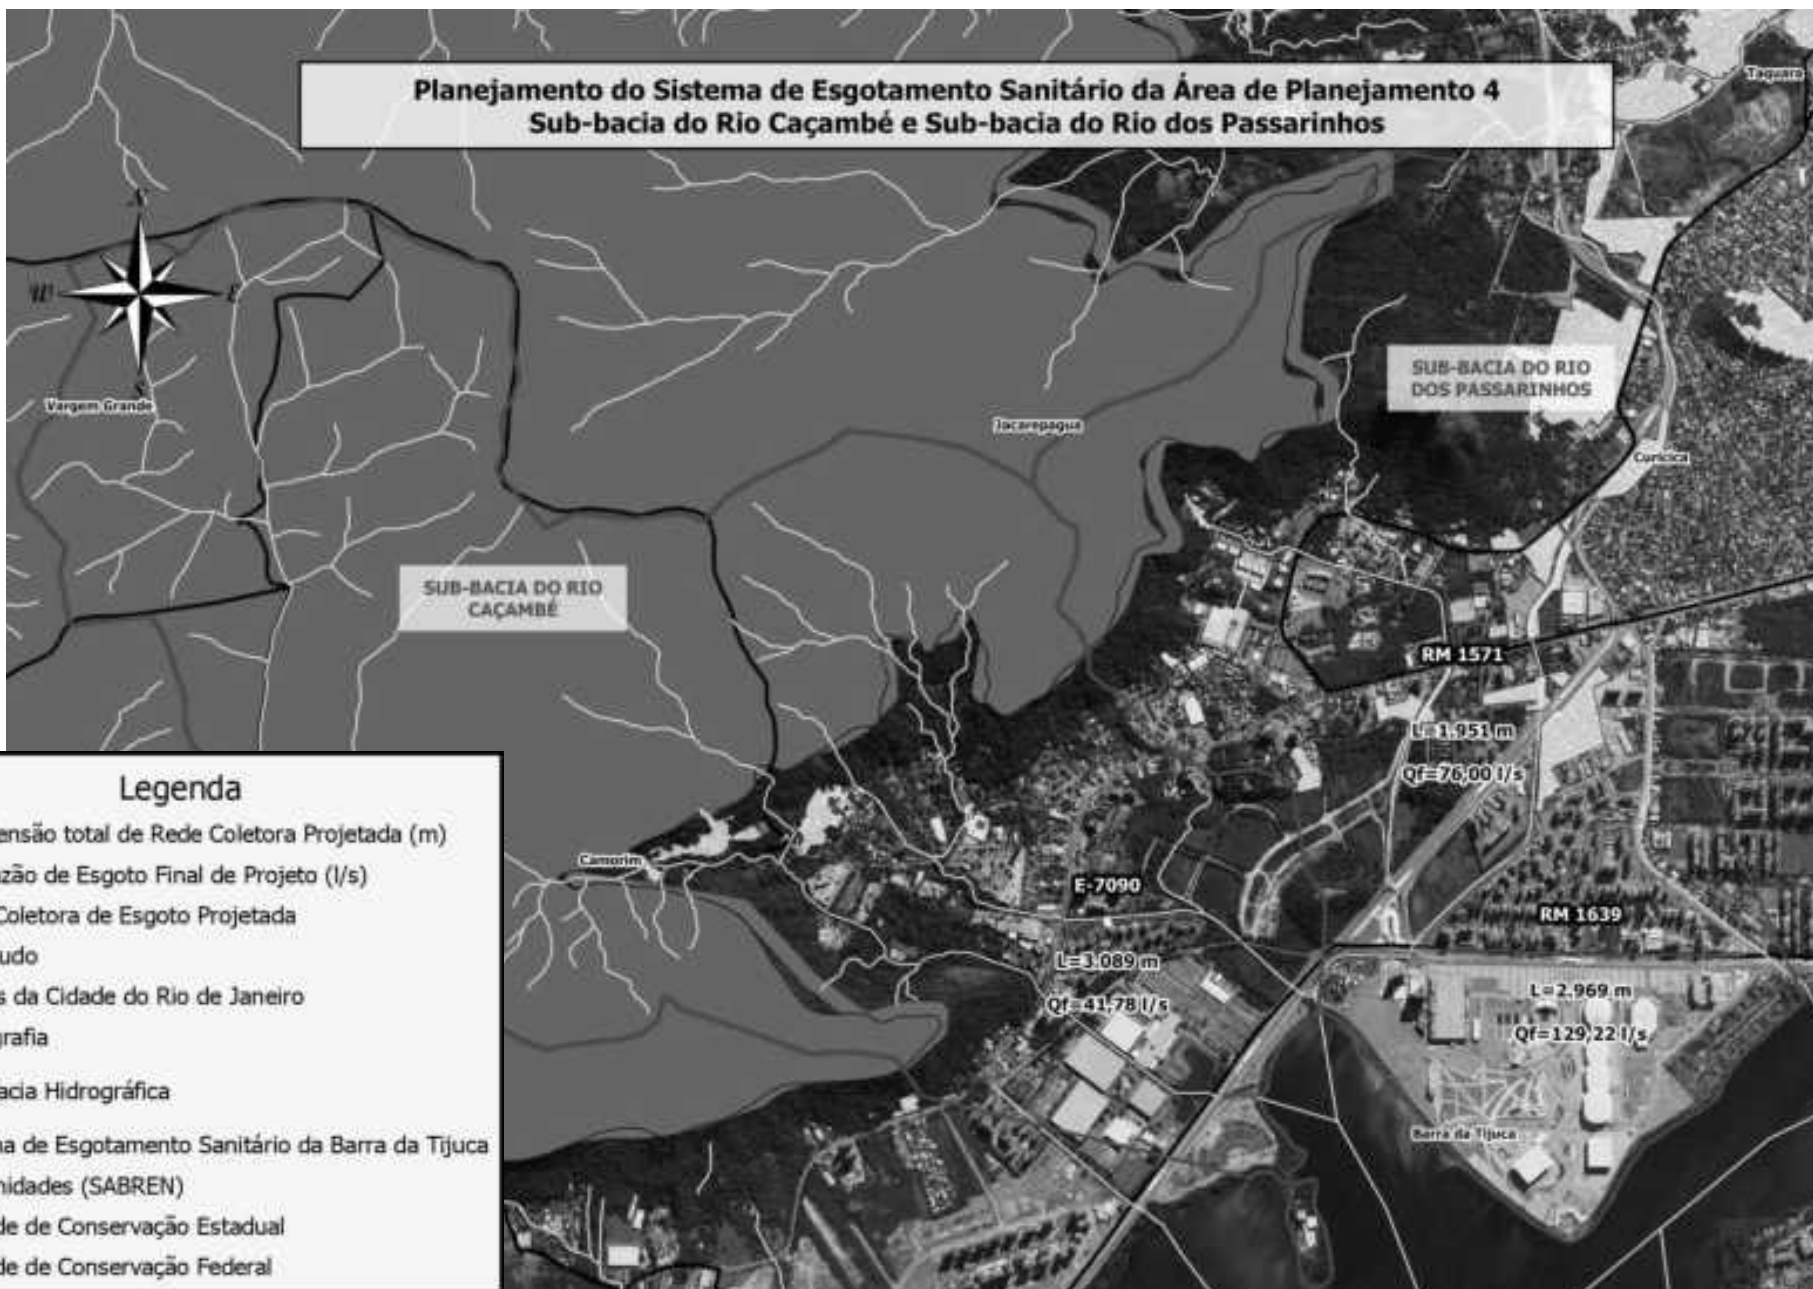 Planejamento do Sistema de Esgotamento Sanitário da Área de Planejamento 4
Sub-bacia do Rio Caçambé e Sub-bacia do Rio dos Passarinhos
Taquara
N
W
E
S
Vargem Grande
SUB-BACIA DO RIO
DOS PASSARINHOS
Jacarepagua
Curicica
SUB-BACIA DO RIO
CAÇAMBÉ
RM 1571
L=1.951 m
Qf=76,00 l/s
Camorim
E-7090
RM 1639
L=3.089 m
Qf=41,78 l/s
L=2.969 m
Qf=129,22 l/s
Barra da Tijuca
Legenda
ensão total de Rede Coletora Projetada (m)
zão de Esgoto Final de Projeto (l/s)
Coletora de Esgoto Projetada
udo
s da Cidade do Rio de Janeiro
grafia
acia Hidrográfica
na de Esgotamento Sanitário da Barra da Tijuca
nidades (SABREN)
de de Conservação Estadual
de de Conservação Federal